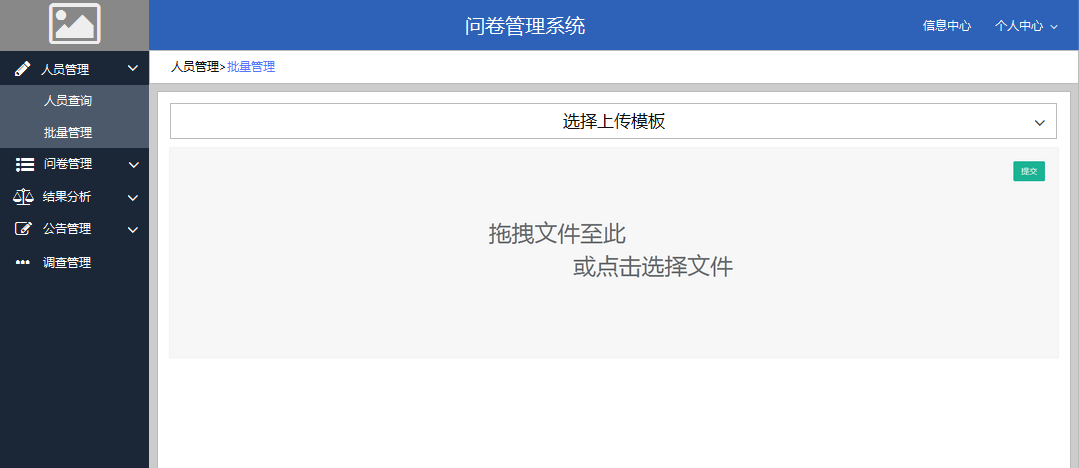 问卷管理系统
信息中心
个人中心
人员管理
人员查询
批量管理
问卷管理
结果分析
公告管理
调查管理
人员管理>批量管理
选择上传模板
提交
拖拽文件至此
或点击选择文件